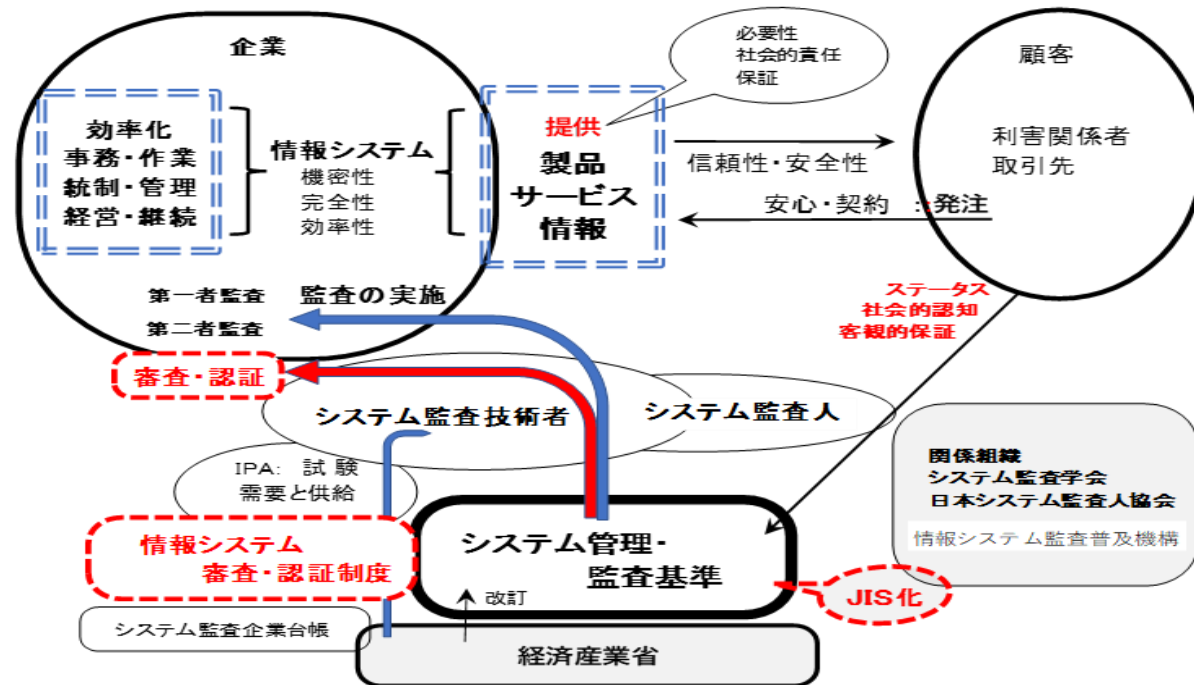 企業
効率化
事務・作業
統制・管理
経営・継続
情報システム
機密性
完全性
効率性
提供
製品
サービス
情報
必要性
社会的責任
保証
信頼性・安全性
安心・契約 :発注
顧客
利害関係者
取引先
第一者監査 監査の実施
第二者監査
審査・認証
ステータス
社会的認知
客観的保証
システム監査技術者
システム監査人
IPA: 試験
需要と供給
情報システム
審査・認証制度
システム監査企業台帳
システム管理・
監査基準
改訂
JIS化
経済産業省
関係組織
システム監査学会
日本システム監査人協会
情報システム監査普及機構